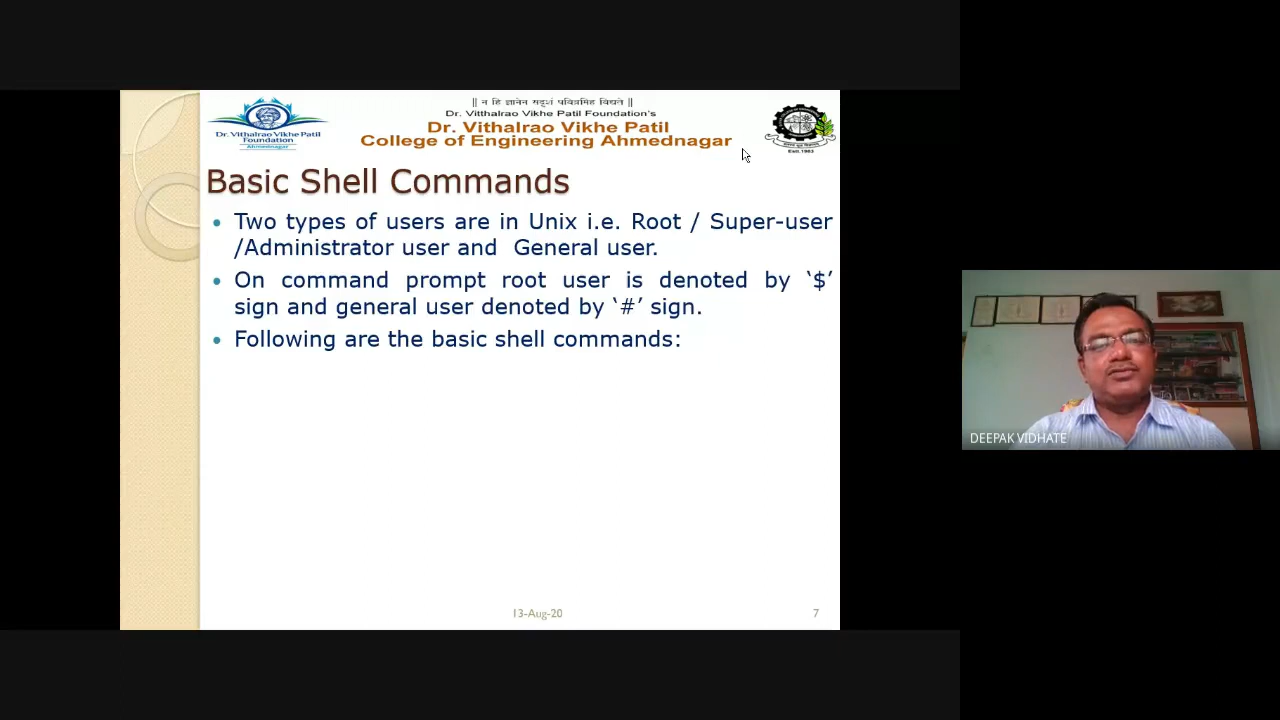 || न हि ज्ञानेन सदृशं पवित्रमिह विद्यते ||
Dr. Vitthalrao Vikhe Patil Foundation's
Dr. Vithalrao Vikhe Patil
College of Engineering Ahmednagar
Dr. Vithalrao Vikhe Patil
Foundation
Ahmednagar
Estt.1983
Basic Shell Commands
• Two types of users are in Unix i.e. Root / Super-user
/Administrator user and General user.
• On command prompt root user is denoted by ‘$’
sign and general user denoted by ‘#’ sign.
• Following are the basic shell commands:
13-Aug-20
7
DEEPAK VIDHATE